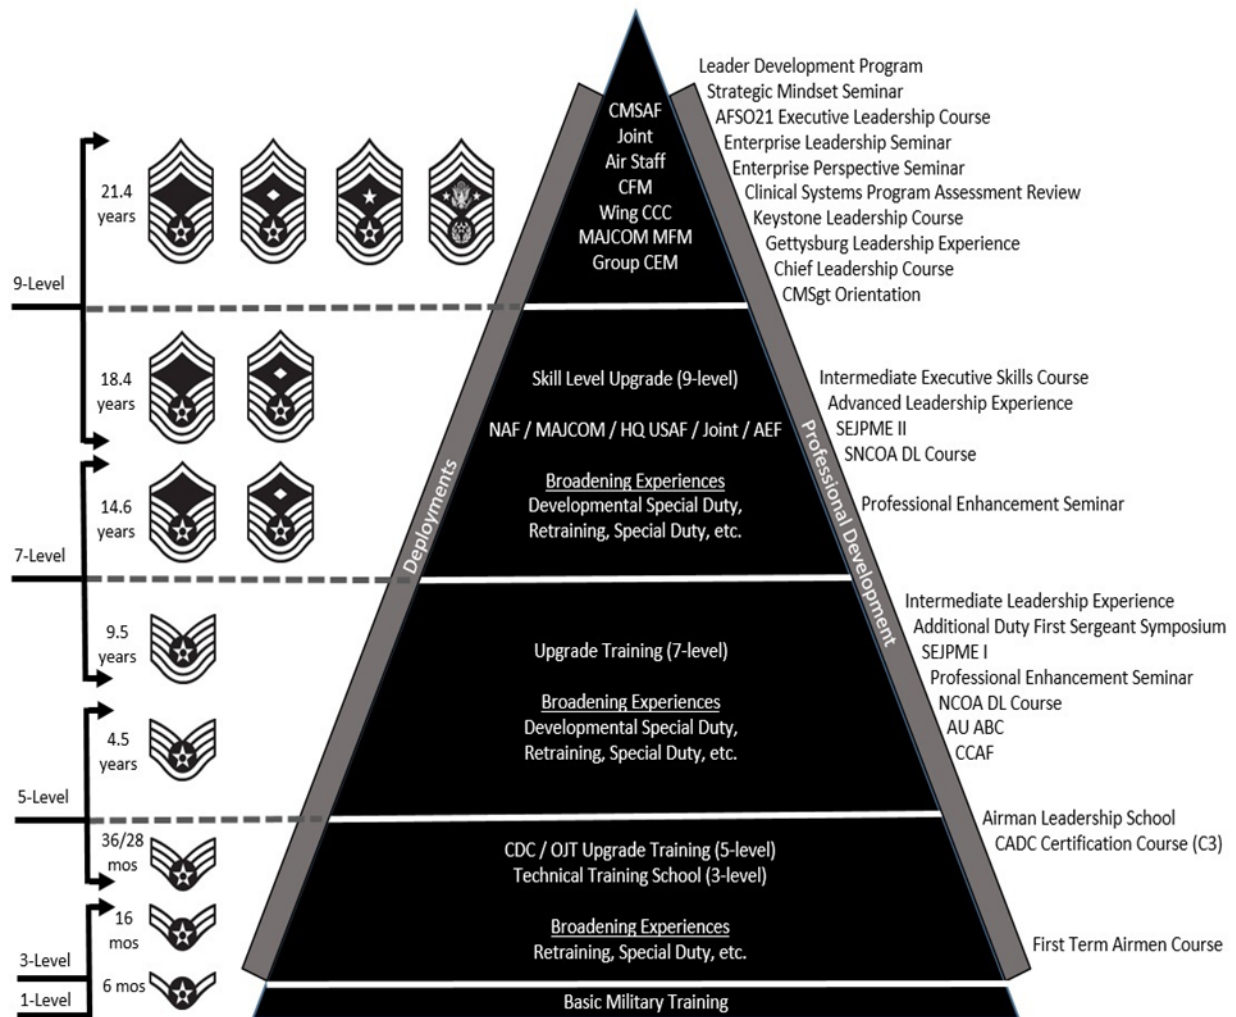 Leader Development Program
Strategic Mindset Seminar
AFSO21 Executive Leadership Course
Enterprise Leadership Seminar
Enterprise Perspective Seminar
Clinical Systems Program Assessment Review
Keystone Leadership Course
Gettysburg Leadership Experience
Chief Leadership Course
CMSgt Orientation
CMSAF
Joint
Air Staff
CFM
Wing CCC
MAJCOM MFM
Group CEM
21.4
years
9-Level
18.4
years
Skill Level Upgrade (9-level)
NAF / MAJCOM / HQ USAF / Joint / AEF
Broadening Experiences
Developmental Special Duty,
Retraining, Special Duty, etc.
Intermediate Executive Skills Course
Advanced Leadership Experience
SEJPME II
SNCOA DL Course
Professional Enhancement Seminar
Deployments
Professional Development
14.6
years
7-Level
9.5
years
Upgrade Training (7-level)
Broadening Experiences
Developmental Special Duty,
Retraining, Special Duty, etc.
Intermediate Leadership Experience
Additional Duty First Sergeant Symposium
SEJPME I
Professional Enhancement Seminar
NCOA DL Course
AU ABC
CCAF
4.5
years
5-Level
36/28
mos
CDC / OJT Upgrade Training (5-level)
Technical Training School (3-level)
Broadening Experiences
Retraining, Special Duty, etc.
Airman Leadership School
CADC Certification Course (C3)
First Term Airmen Course
16
mos
3-Level
6 mos
1-Level
Basic Military Training